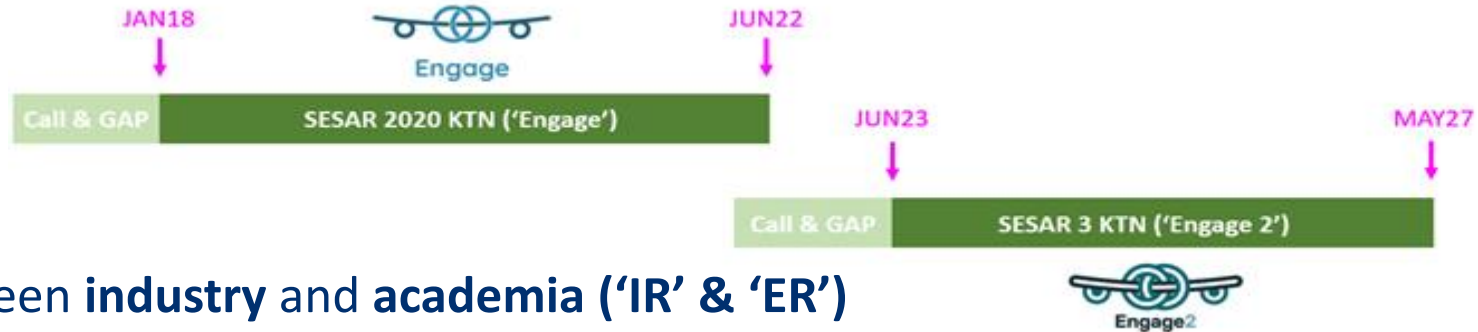 JAN18
JUN22
Engage
Call & GAP
SESAR 2020 KTN ('Engage')
JUN23
MAY27
Call & GAP
SESAR 3 KTN (‘Engage 2’)
een industry and academia (‘IR’ & ‘ER’)
Engage2